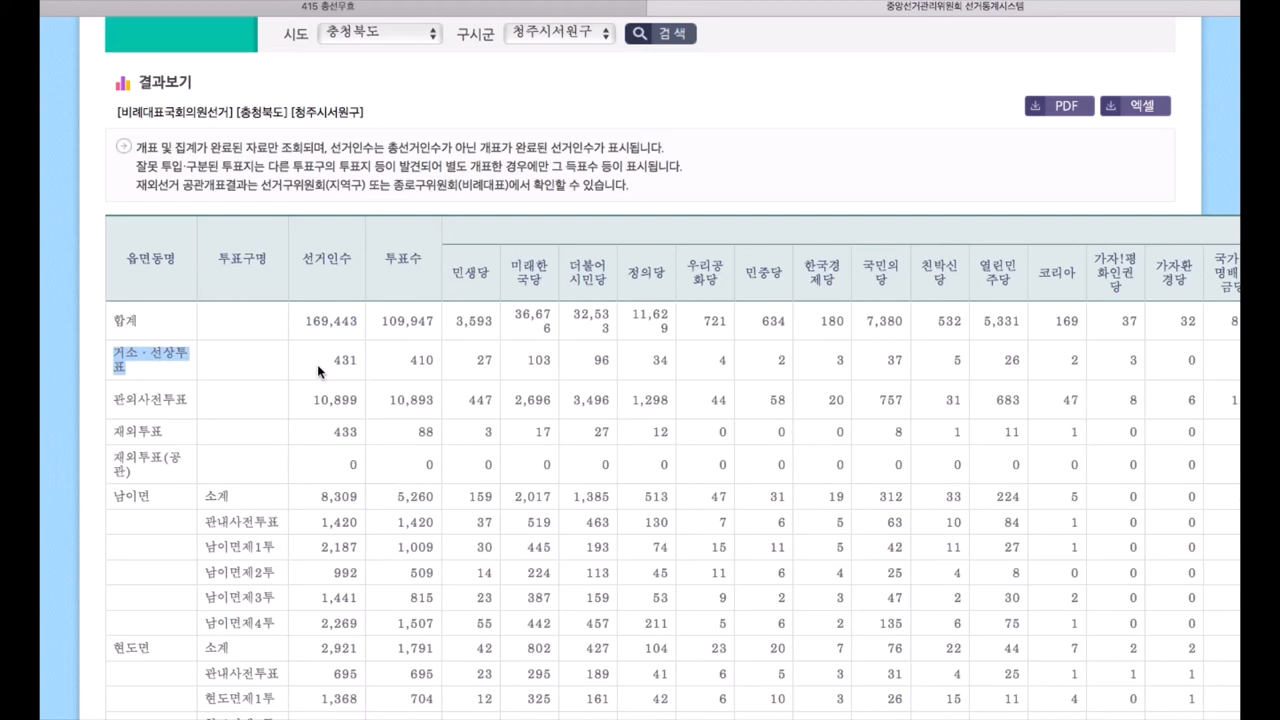 415 총선무효 중앙선거관리위원회 선거통계시스템
시도 충청북도 구시군 청주시서원구 검색
결과보기
[비례대표국회의원선거] [충청북도] [청주시서원구] PDF 엑셀
개표 및 집계가 완료된 자료만 조회되며, 선거인수는 총선거인수가 아닌 개표가 완료된 선거인수가 표시됩니다.
잘못 투입·구분된 투표지는 다른 투표구의 투표지 등이 발견되어 별도 개표한 경우에만 그 득표수 등이 표시됩니다.
재외선거 공관개표결과는 선거구위원회(지역구) 또는 종로구위원회(비례대표)에서 확인할 수 있습니다.
읍면동명 투표구명 선거인수 투표수 민생당 미래한국당 더불어시민당 정의당 우리공화당 민중당 한국경제당 국민의당 친박신당 열린민주당 코리아 가자!평화인권당 가자환경당
합계 169,443 109,947 3,593 36,676 32,533 11,629 721 634 180 7,380 532 5,331 169 37 32 8
거소·선상투표 431 410 27 103 96 34 4 2 3 37 5 26 2 3 0
관외사전투표 10,899 10,893 447 2,696 3,496 1,298 44 58 20 757 31 683 47 8 6 1
재외투표 433 88 3 17 27 12 0 0 0 8 1 11 1 0 0
재외투표(공관) 0 0 0 0 0 0 0 0 0 0 0 0 0 0 0
남이면 소계 8,309 5,260 159 2,017 1,385 513 47 31 19 312 33 224 5 0 0
관내사전투표 1,420 1,420 37 519 463 130 7 6 5 63 10 84 1 0 0
남이면제1투 2,187 1,009 30 445 193 74 15 11 5 42 11 27 1 0 0
남이면제2투 992 509 14 224 113 45 11 6 4 25 4 8 0 0 0
남이면제3투 1,441 815 23 387 159 53 9 2 3 47 2 30 2 0 0
남이면제4투 2,269 1,507 55 442 457 211 5 6 2 135 6 75 1 0 0
현도면 소계 2,921 1,791 42 802 427 104 23 20 7 76 22 44 7 2 2
관내사전투표 695 695 23 295 189 41 6 5 3 31 4 25 1 1 1
현도면제1투 1,368 704 12 325 161 42 6 10 3 26 15 11 4 0 1